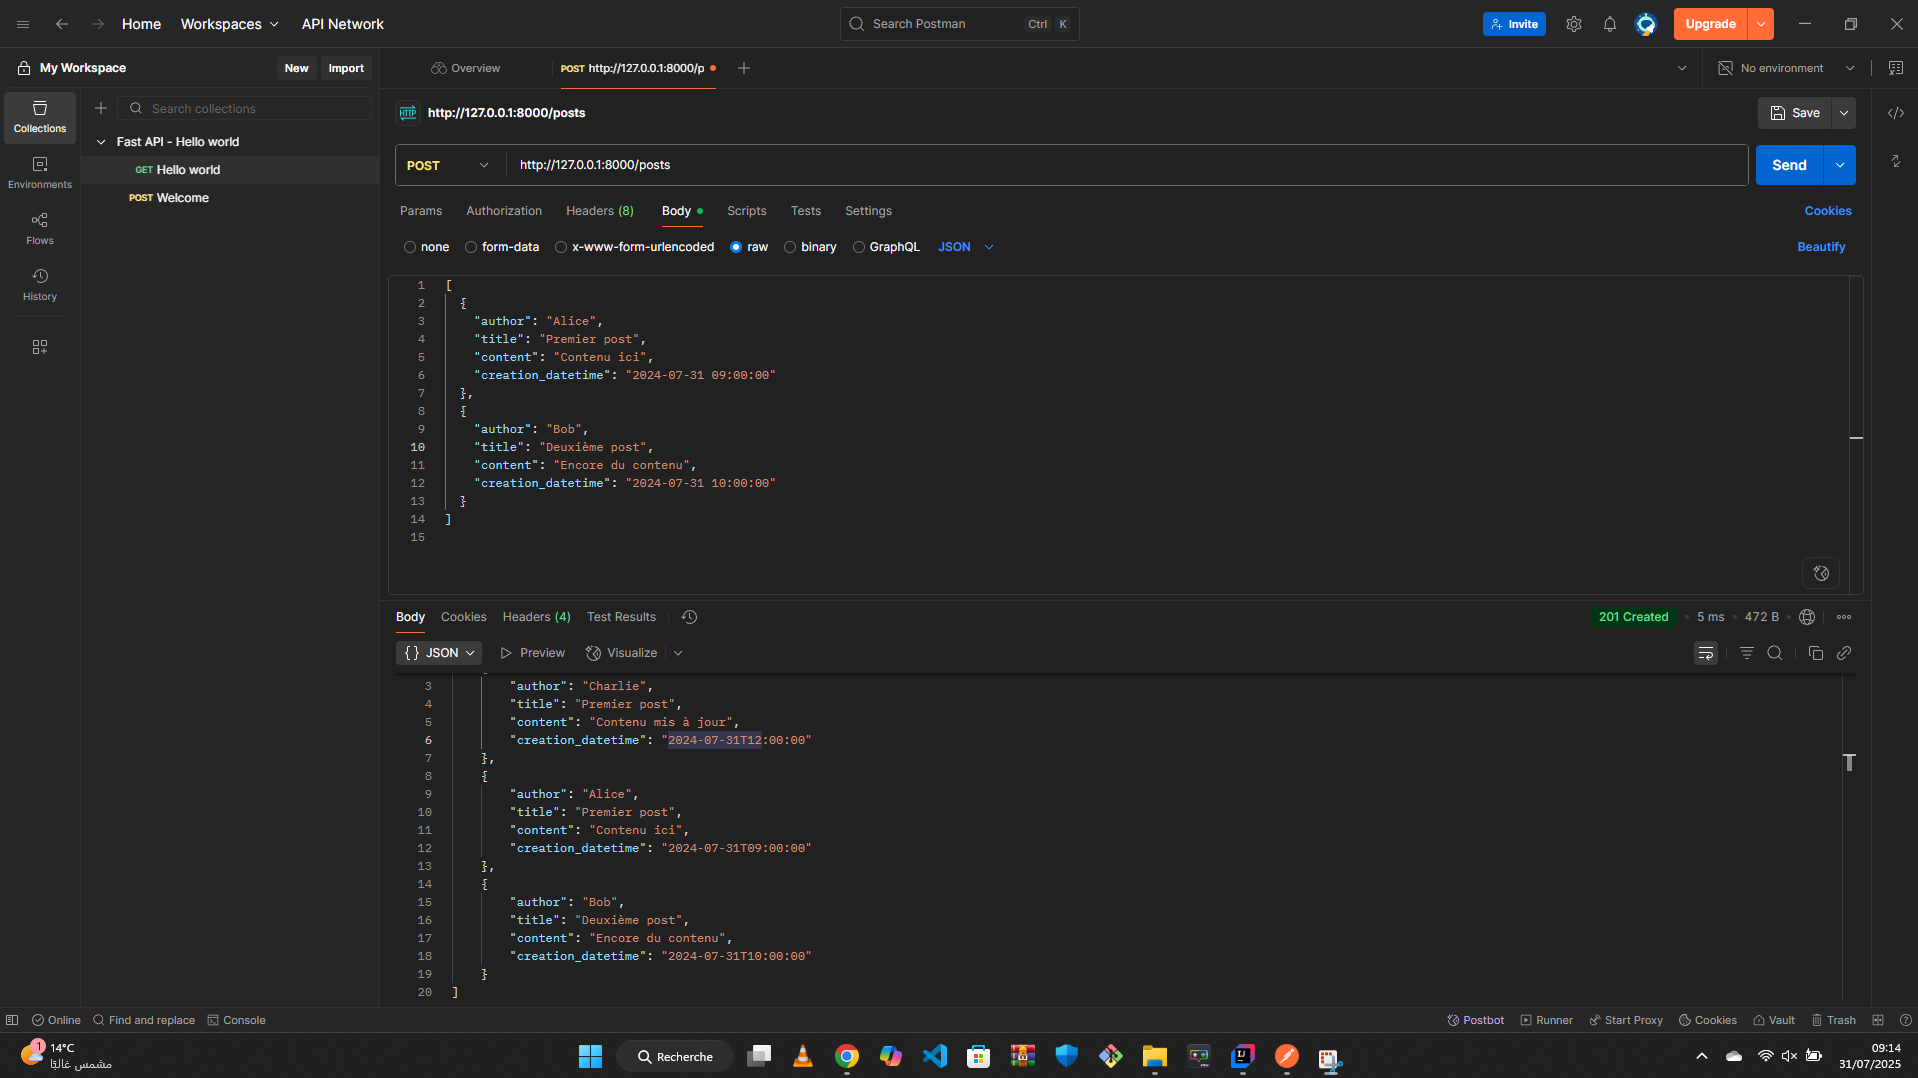 Home Workspaces API Network Search Postman Ctrl K Invite Upgrade
My Workspace New Import Overview POST http://127.0.0.1:8000/p No environment
Search collections
Collections
Fast API - Hello world
GET Hello world
POST Welcome
Environments
Flows
History
HTTP http://127.0.0.1:8000/posts Save
POST http://127.0.0.1:8000/posts Send
Params Authorization Headers (8) Body Scripts Tests Settings Cookies
none form-data x-www-form-urlencoded raw binary GraphQL JSON Beautify
1 [
2 {
3 "author": "Alice",
4 "title": "Premier post",
5 "content": "Contenu ici",
6 "creation_datetime": "2024-07-31 09:00:00"
7 },
8 {
9 "author": "Bob",
10 "title": "Deuxième post",
11 "content": "Encore du contenu",
12 "creation_datetime": "2024-07-31 10:00:00"
13 }
14 ]
15
Body Cookies Headers (4) Test Results 201 Created 5 ms 472 B
{} JSON Preview Visualize
3 "author": "Charlie",
4 "title": "Premier post",
5 "content": "Contenu mis à jour",
6 "creation_datetime": "2024-07-31T12:00:00"
7 },
8 {
9 "author": "Alice",
10 "title": "Premier post",
11 "content": "Contenu ici",
12 "creation_datetime": "2024-07-31T09:00:00"
13 },
14 {
15 "author": "Bob",
16 "title": "Deuxième post",
17 "content": "Encore du contenu",
18 "creation_datetime": "2024-07-31T10:00:00"
19 }
20 ]
Online Find and replace Console Postbot Runner Start Proxy Cookies Vault Trash
1 14°C
مشمس غالبًا
Recherche
09:14
31/07/2025